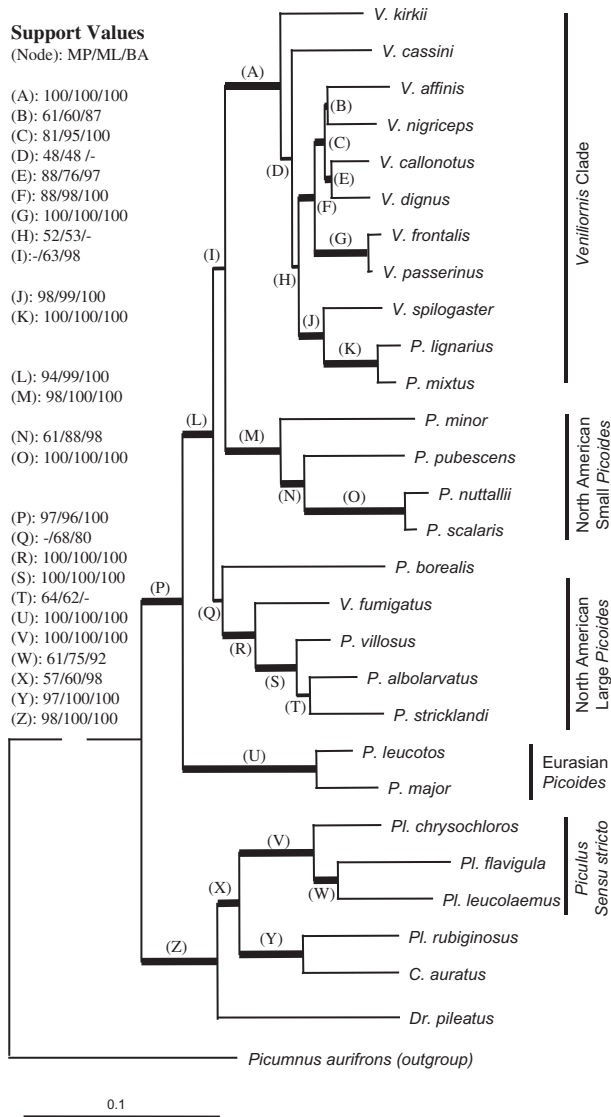 Support Values
(Node): MP/ML/BA
(A): 100/100/100
(B): 61/60/87
(C): 81/95/100
(D): 48/48 /-
(E): 88/76/97
(F): 88/98/100
(G): 100/100/100
(H): 52/53/-
(I):-/63/98
(J): 98/99/100
(K): 100/100/100
(L): 94/99/100
(M): 98/100/100
(N): 61/88/98
(O): 100/100/100
(P): 97/96/100
(Q): -/68/80
(R): 100/100/100
(S): 100/100/100
(T): 64/62/-
(U): 100/100/100
(V): 100/100/100
(W): 61/75/92
(X): 57/60/98
(Y): 97/100/100
(Z): 98/100/100
(A)
(B)
(C)
(D)
(E)
(F)
(G)
(H)
(I)
(J)
(K)
(L)
(M)
(N)
(O)
(P)
(Q)
(R)
(S)
(T)
(U)
(V)
(W)
(X)
(Y)
(Z)
V. kirkii
V. cassini
V. affinis
V. nigriceps
V. callonotus
V. dignus
V. frontalis
V. passerinus
V. spilogaster
P. lignarius
P. mixtus
P. minor
P. pubescens
P. nuttallii
P. scalaris
P. borealis
V. fumigatus
P. villosus
P. albolarvatus
P. stricklandi
P. leucotos
P. major
Pl. chrysochloros
Pl. flavigula
Pl. leucolaemus
Pl. rubiginosus
C. auratus
Dr. pileatus
Picumnus aurifrons (outgroup)
Veniliornis Clade
North American
Small Picoides
North American
Large Picoides
Eurasian
Picoides
Piculus
Sensu stricto
0.1